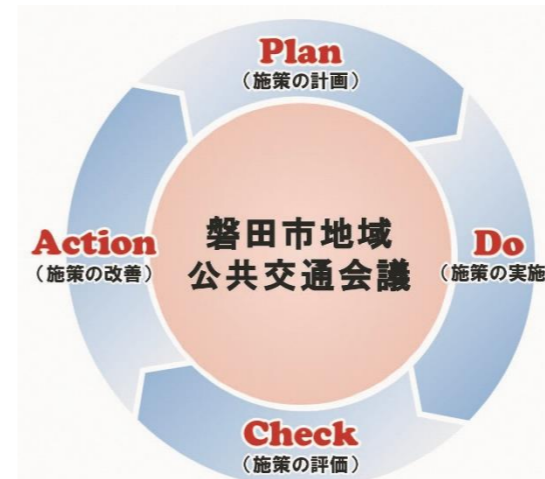 Plan
（施策の計画）
Action
（施策の改善）
磐田市地域
公共交通会議
Do
（施策の実施
Check
（施策の評価）